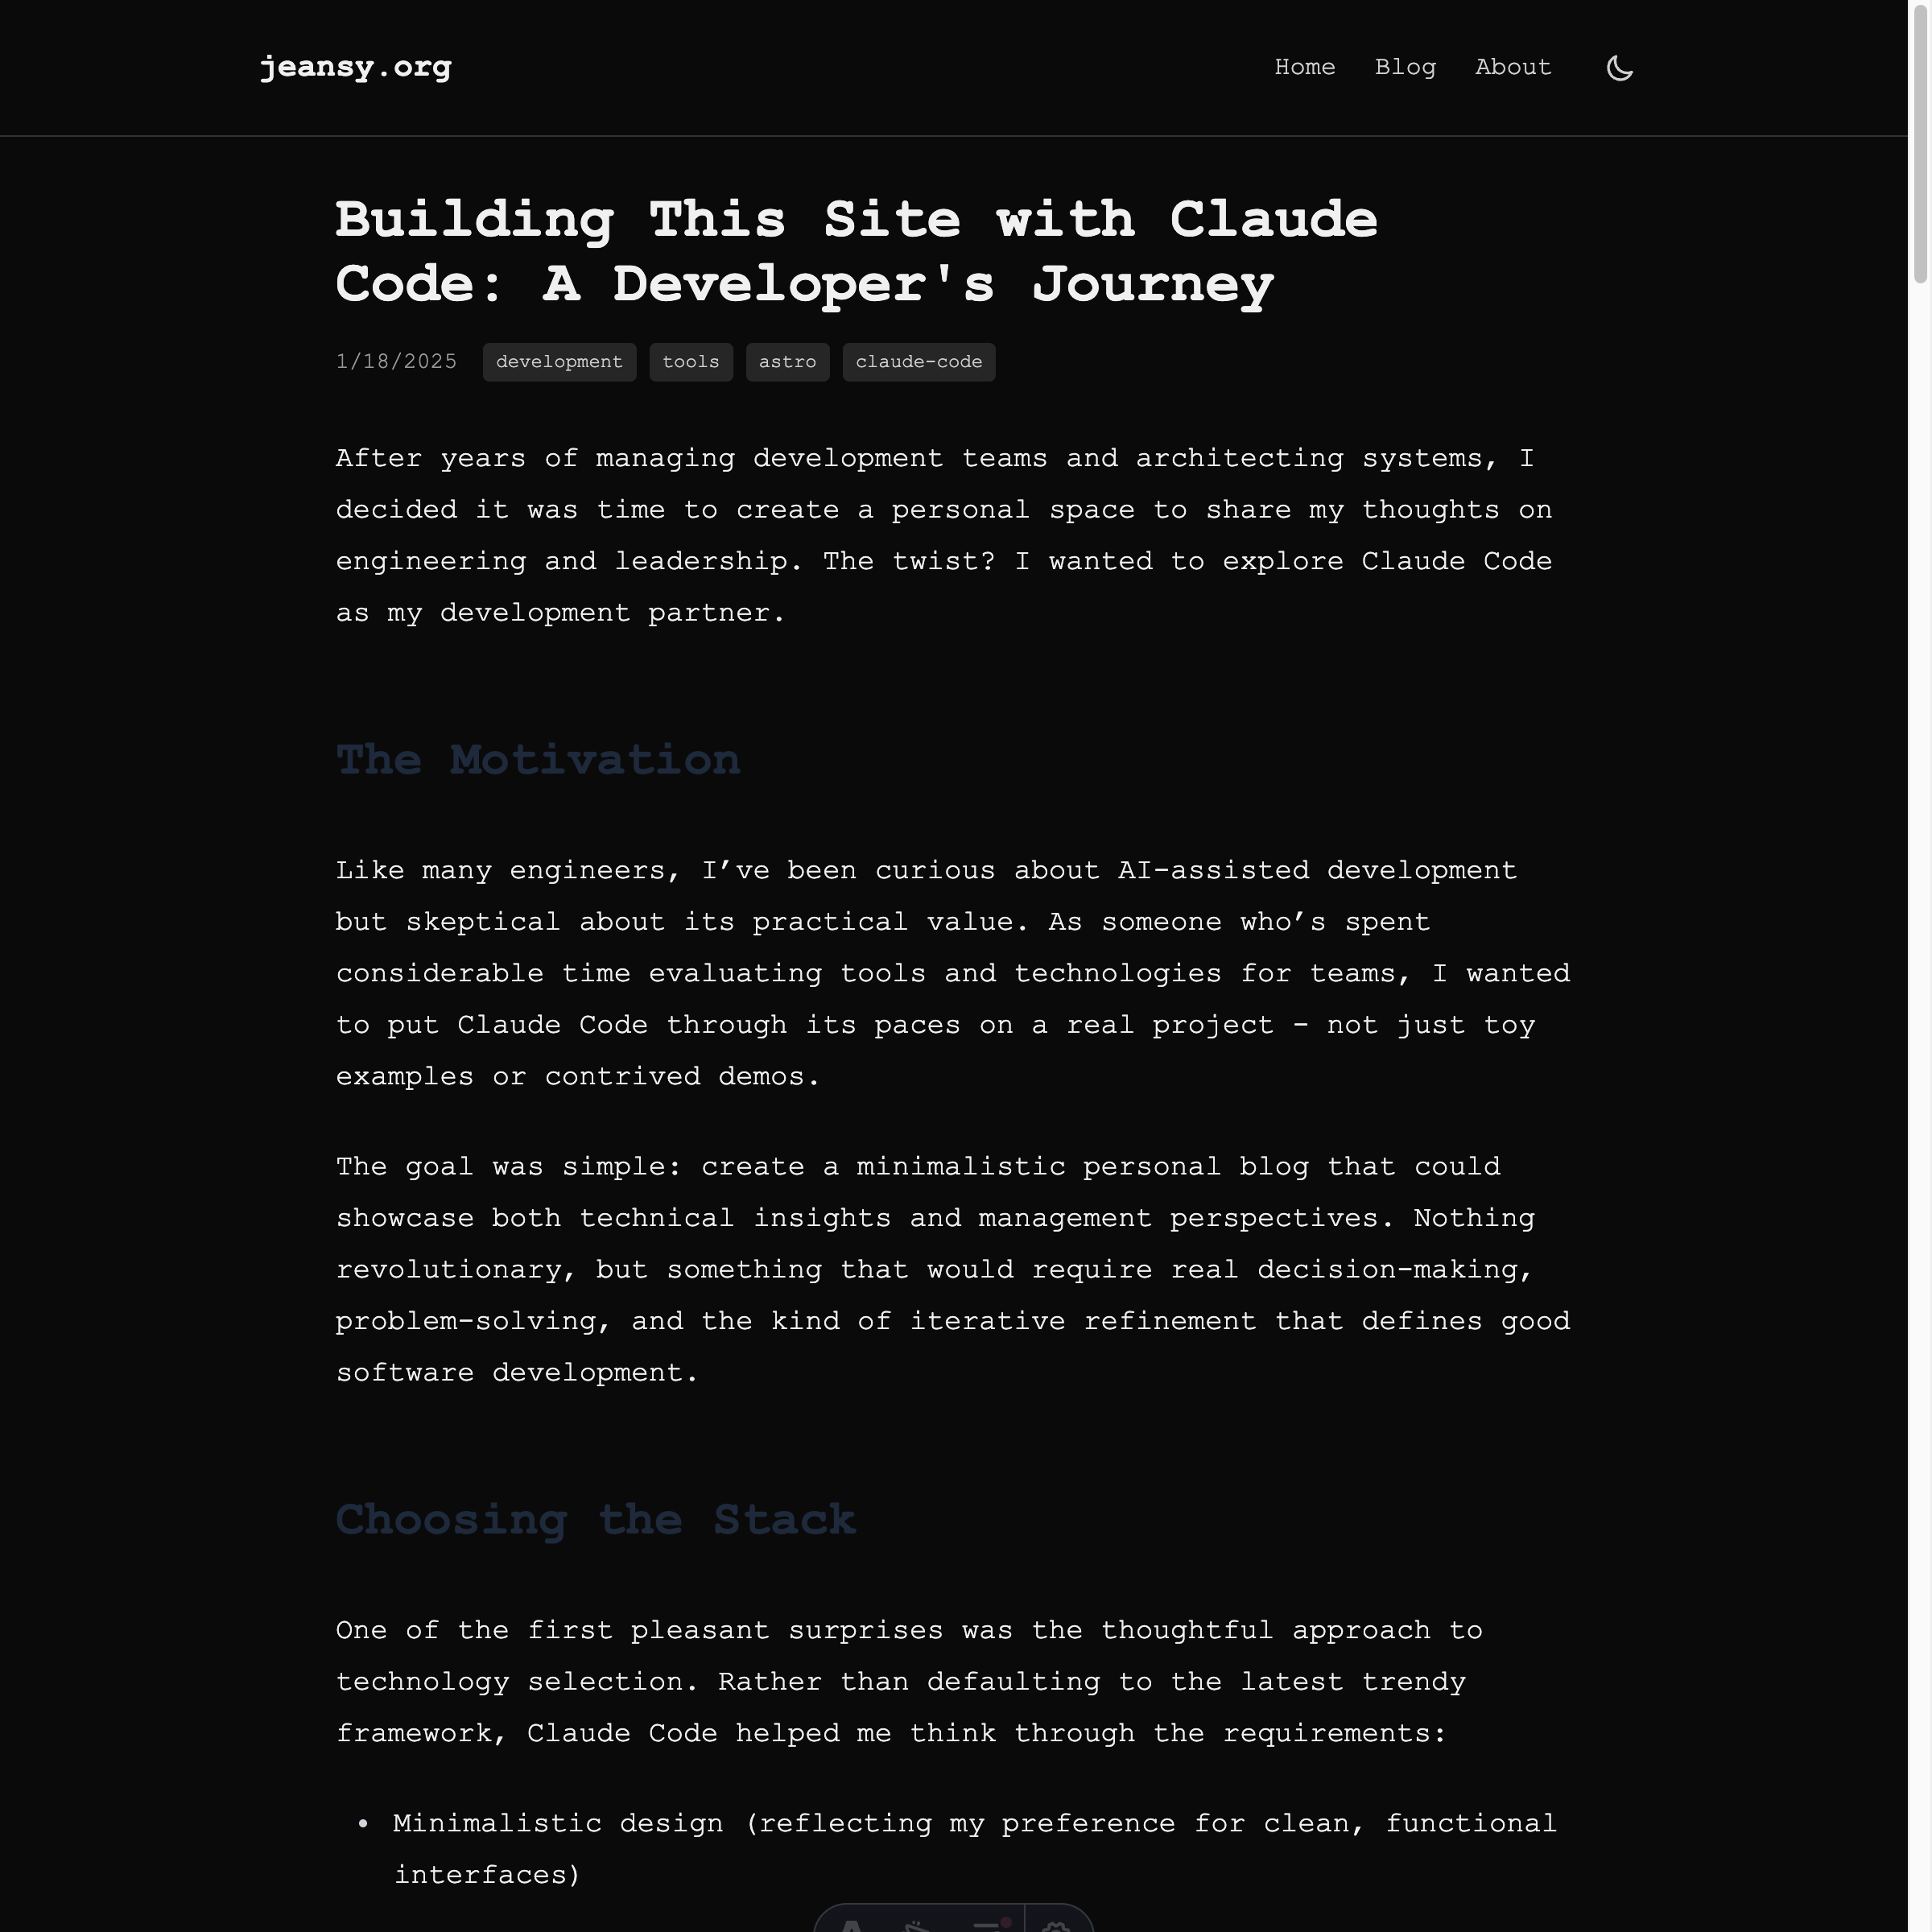 jeansy.org
Home Blog About
Building This Site with Claude
Code: A Developer's Journey
1/18/2025 development tools astro claude-code
After years of managing development teams and architecting systems, I
decided it was time to create a personal space to share my thoughts on
engineering and leadership. The twist? I wanted to explore Claude Code
as my development partner.
The Motivation
Like many engineers, I’ve been curious about AI-assisted development
but skeptical about its practical value. As someone who’s spent
considerable time evaluating tools and technologies for teams, I wanted
to put Claude Code through its paces on a real project - not just toy
examples or contrived demos.
The goal was simple: create a minimalistic personal blog that could
showcase both technical insights and management perspectives. Nothing
revolutionary, but something that would require real decision-making,
problem-solving, and the kind of iterative refinement that defines good
software development.
Choosing the Stack
One of the first pleasant surprises was the thoughtful approach to
technology selection. Rather than defaulting to the latest trendy
framework, Claude Code helped me think through the requirements:
• Minimalistic design (reflecting my preference for clean, functional
interfaces)